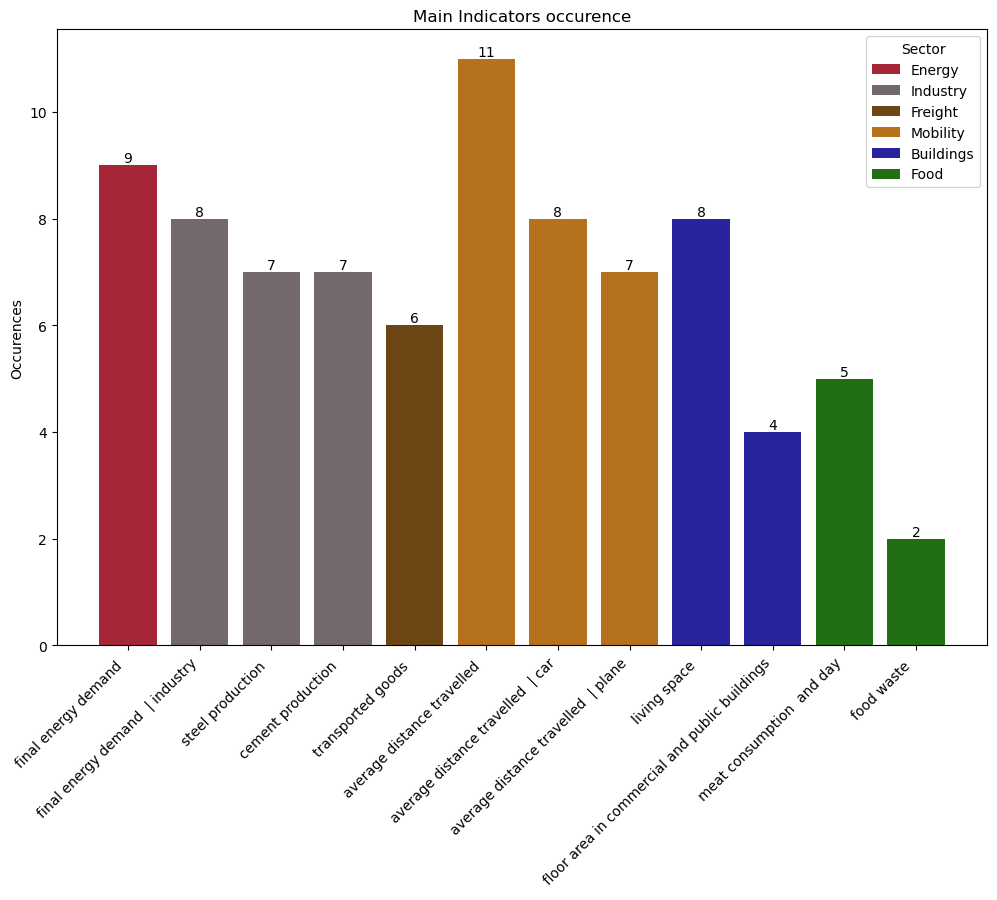 Main Indicators occurence
Sector
Energy
Industry
Freight
Mobility
Buildings
Food
Occurences
10
8
6
4
2
0
9
8
7
7
6
11
8
7
8
4
5
2
final energy demand
final energy demand | industry
steel production
cement production
transported goods
average distance travelled
average distance travelled | car
average distance travelled | plane
living space
floor area in commercial and public buildings
meat consumption and day
food waste